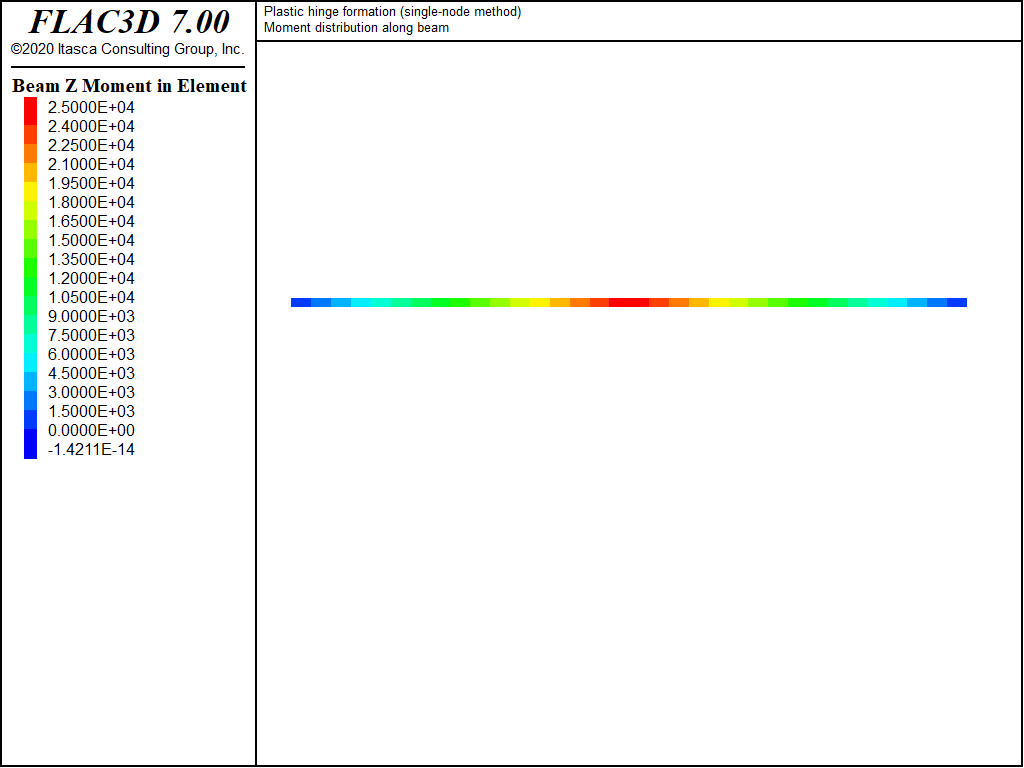 FLAC3D 7.00
©2020 Itasca Consulting Group, Inc.
Beam Z Moment in Element
2.5000E+04
2.4000E+04
2.2500E+04
2.1000E+04
1.9500E+04
1.8000E+04
1.6500E+04
1.5000E+04
1.3500E+04
1.2000E+04
1.0500E+04
9.0000E+03
7.5000E+03
6.0000E+03
4.5000E+03
3.0000E+03
1.5000E+03
0.0000E+00
-1.4211E-14
Plastic hinge formation (single-node method)
Moment distribution along beam